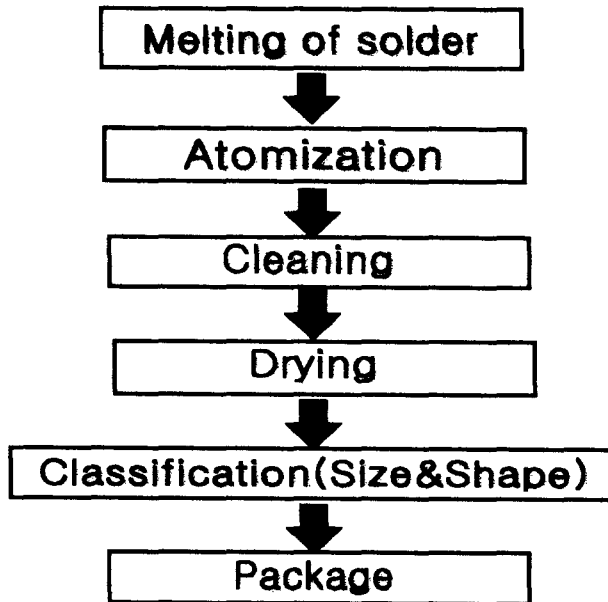 Melting of solder
Atomization
Cleaning
Drying
Classification(Size&Shape)
Package